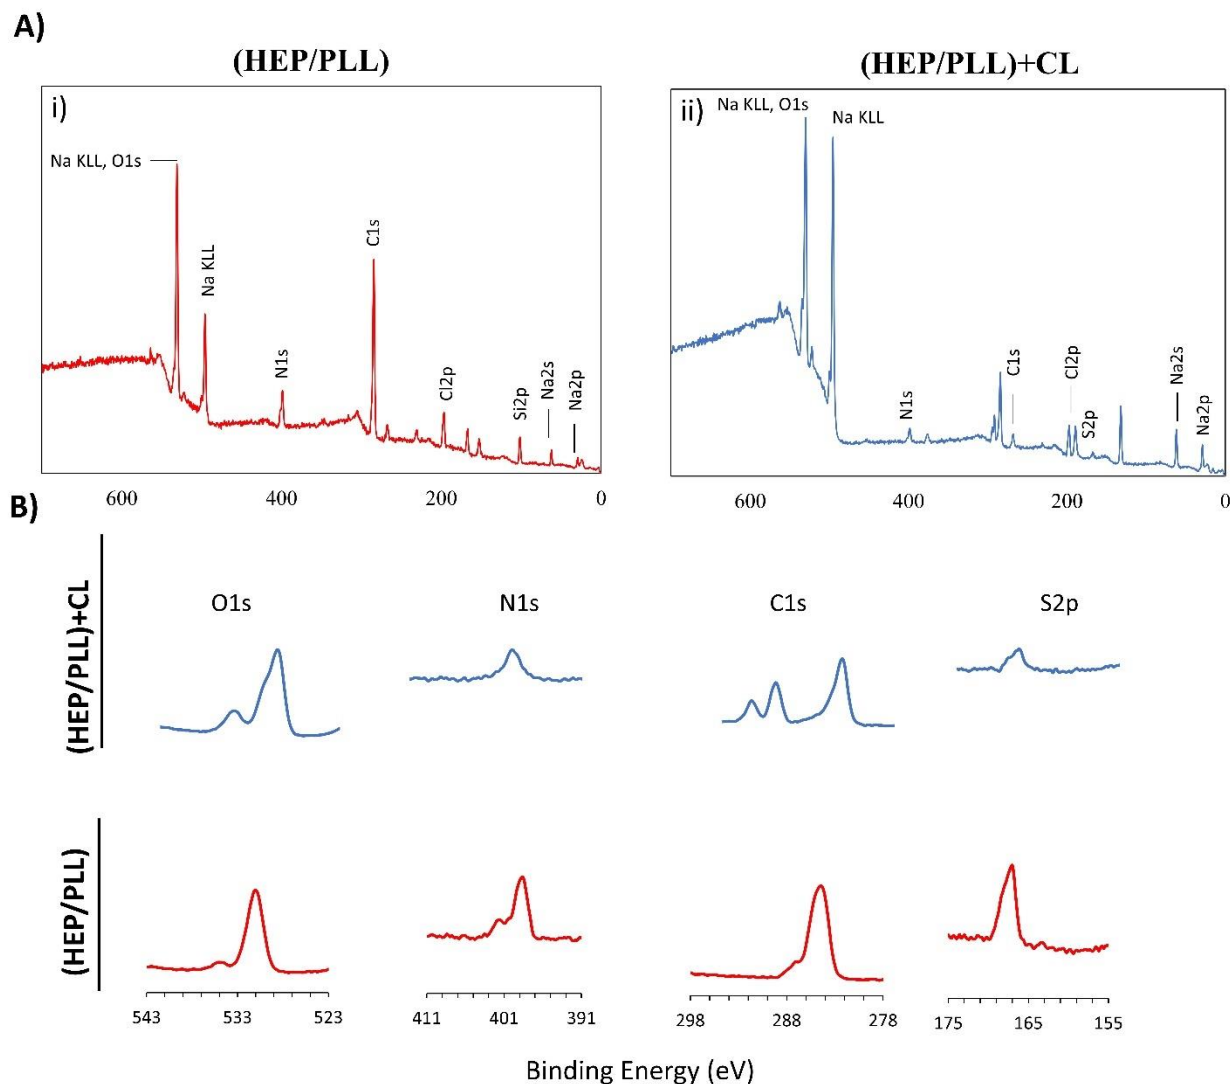 A)
(HEP/PLL)
(HEP/PLL)+CL
i)
Na KLL, O1s
Na KLL
N1s
C1s
Cl2p
Si2p
Na2s
Na2p
600
400
200
0
ii)
Na KLL, O1s
Na KLL
N1s
C1s
Cl2p
S2p
Na2s
Na2p
600
400
200
0
B)
(HEP/PLL)+CL
O1s
N1s
C1s
S2p
(HEP/PLL)
543 533 523
411 401 391
298 288 278
175 165 155
Binding Energy (eV)